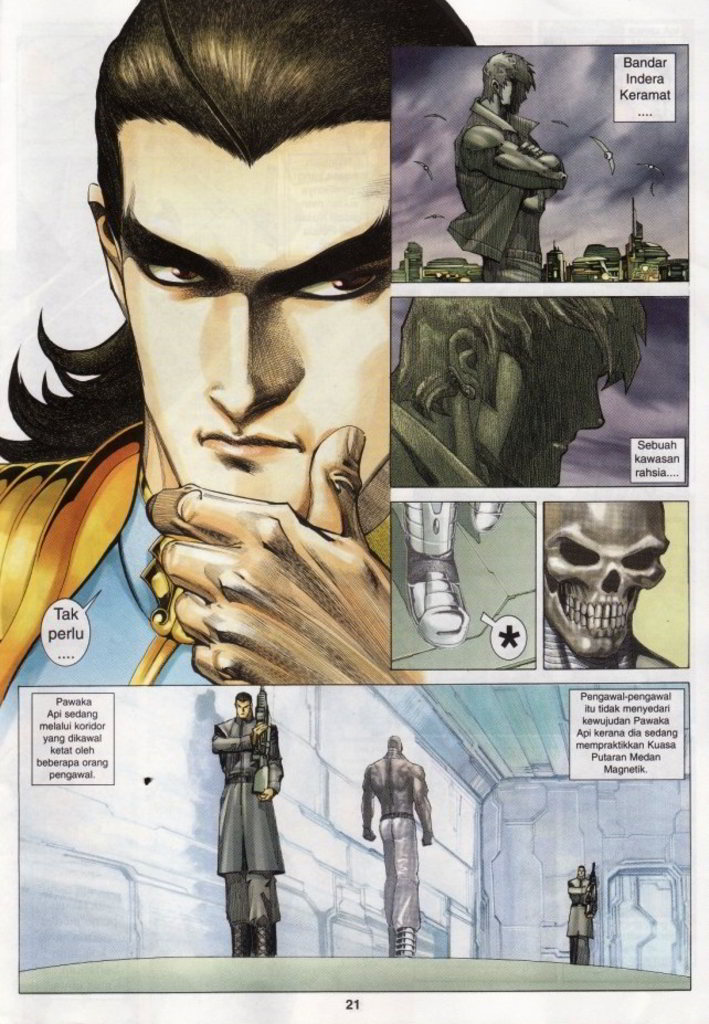 Bandar
Indera
Keramat
....
Sebuah
kawasan
rahsia....
Tak
perlu
....
*
Pawaka
Api sedang
melalui koridor
yang dikawal
ketat oleh
beberapa orang
pengawal.
Pengawal-pengawal
itu tidak menyedari
kewujudan Pawaka
Api kerana dia sedang
mempraktikkan Kuasa
Putaran Medan
Magnetik.
21